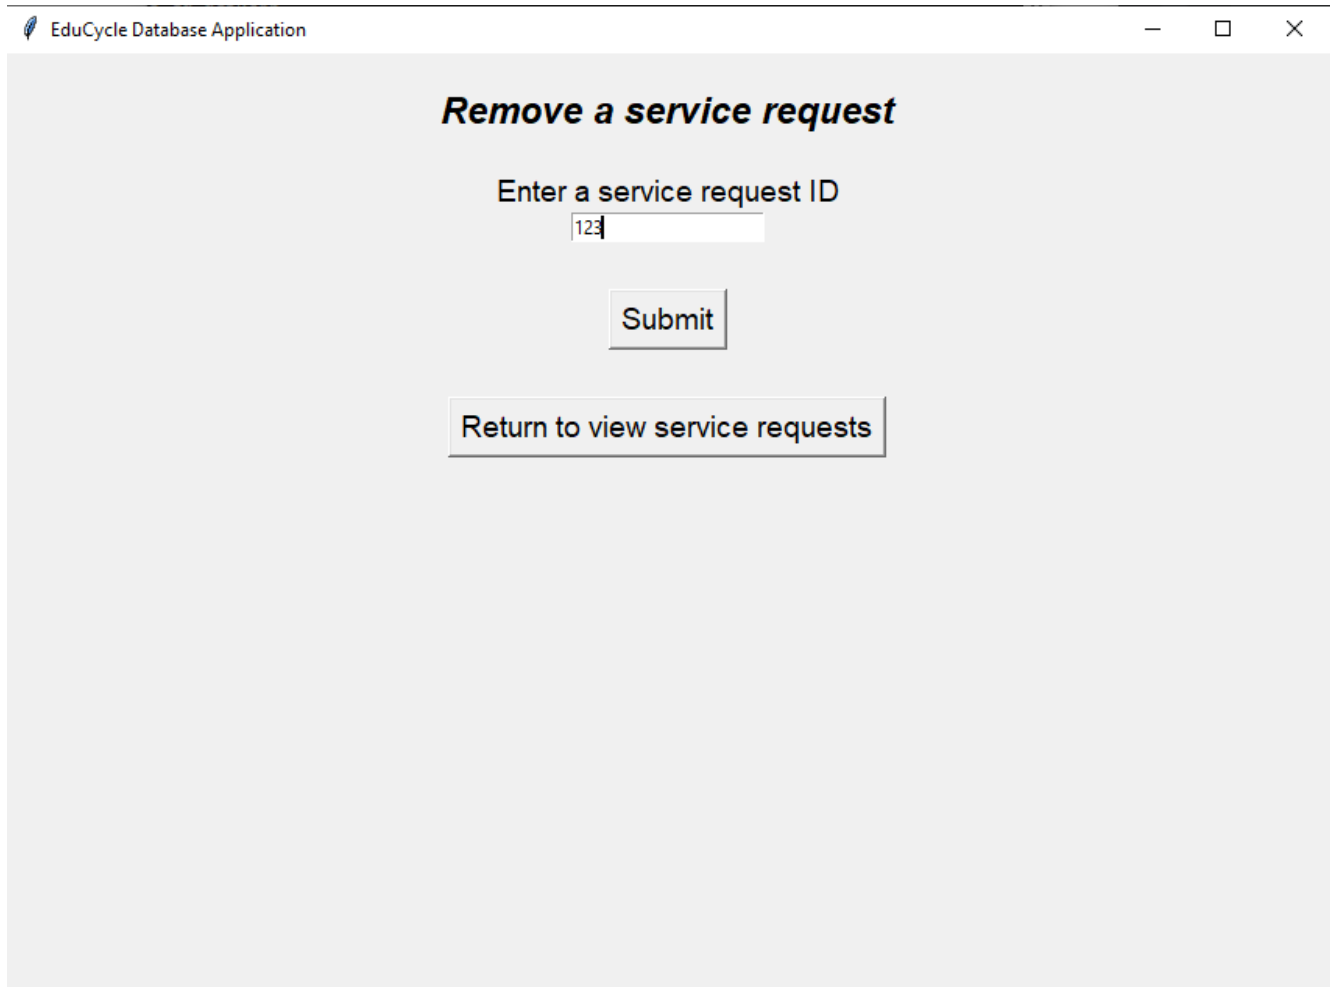 EduCycle Database Application
Remove a service request
Enter a service request ID
123
Submit
Return to view service requests